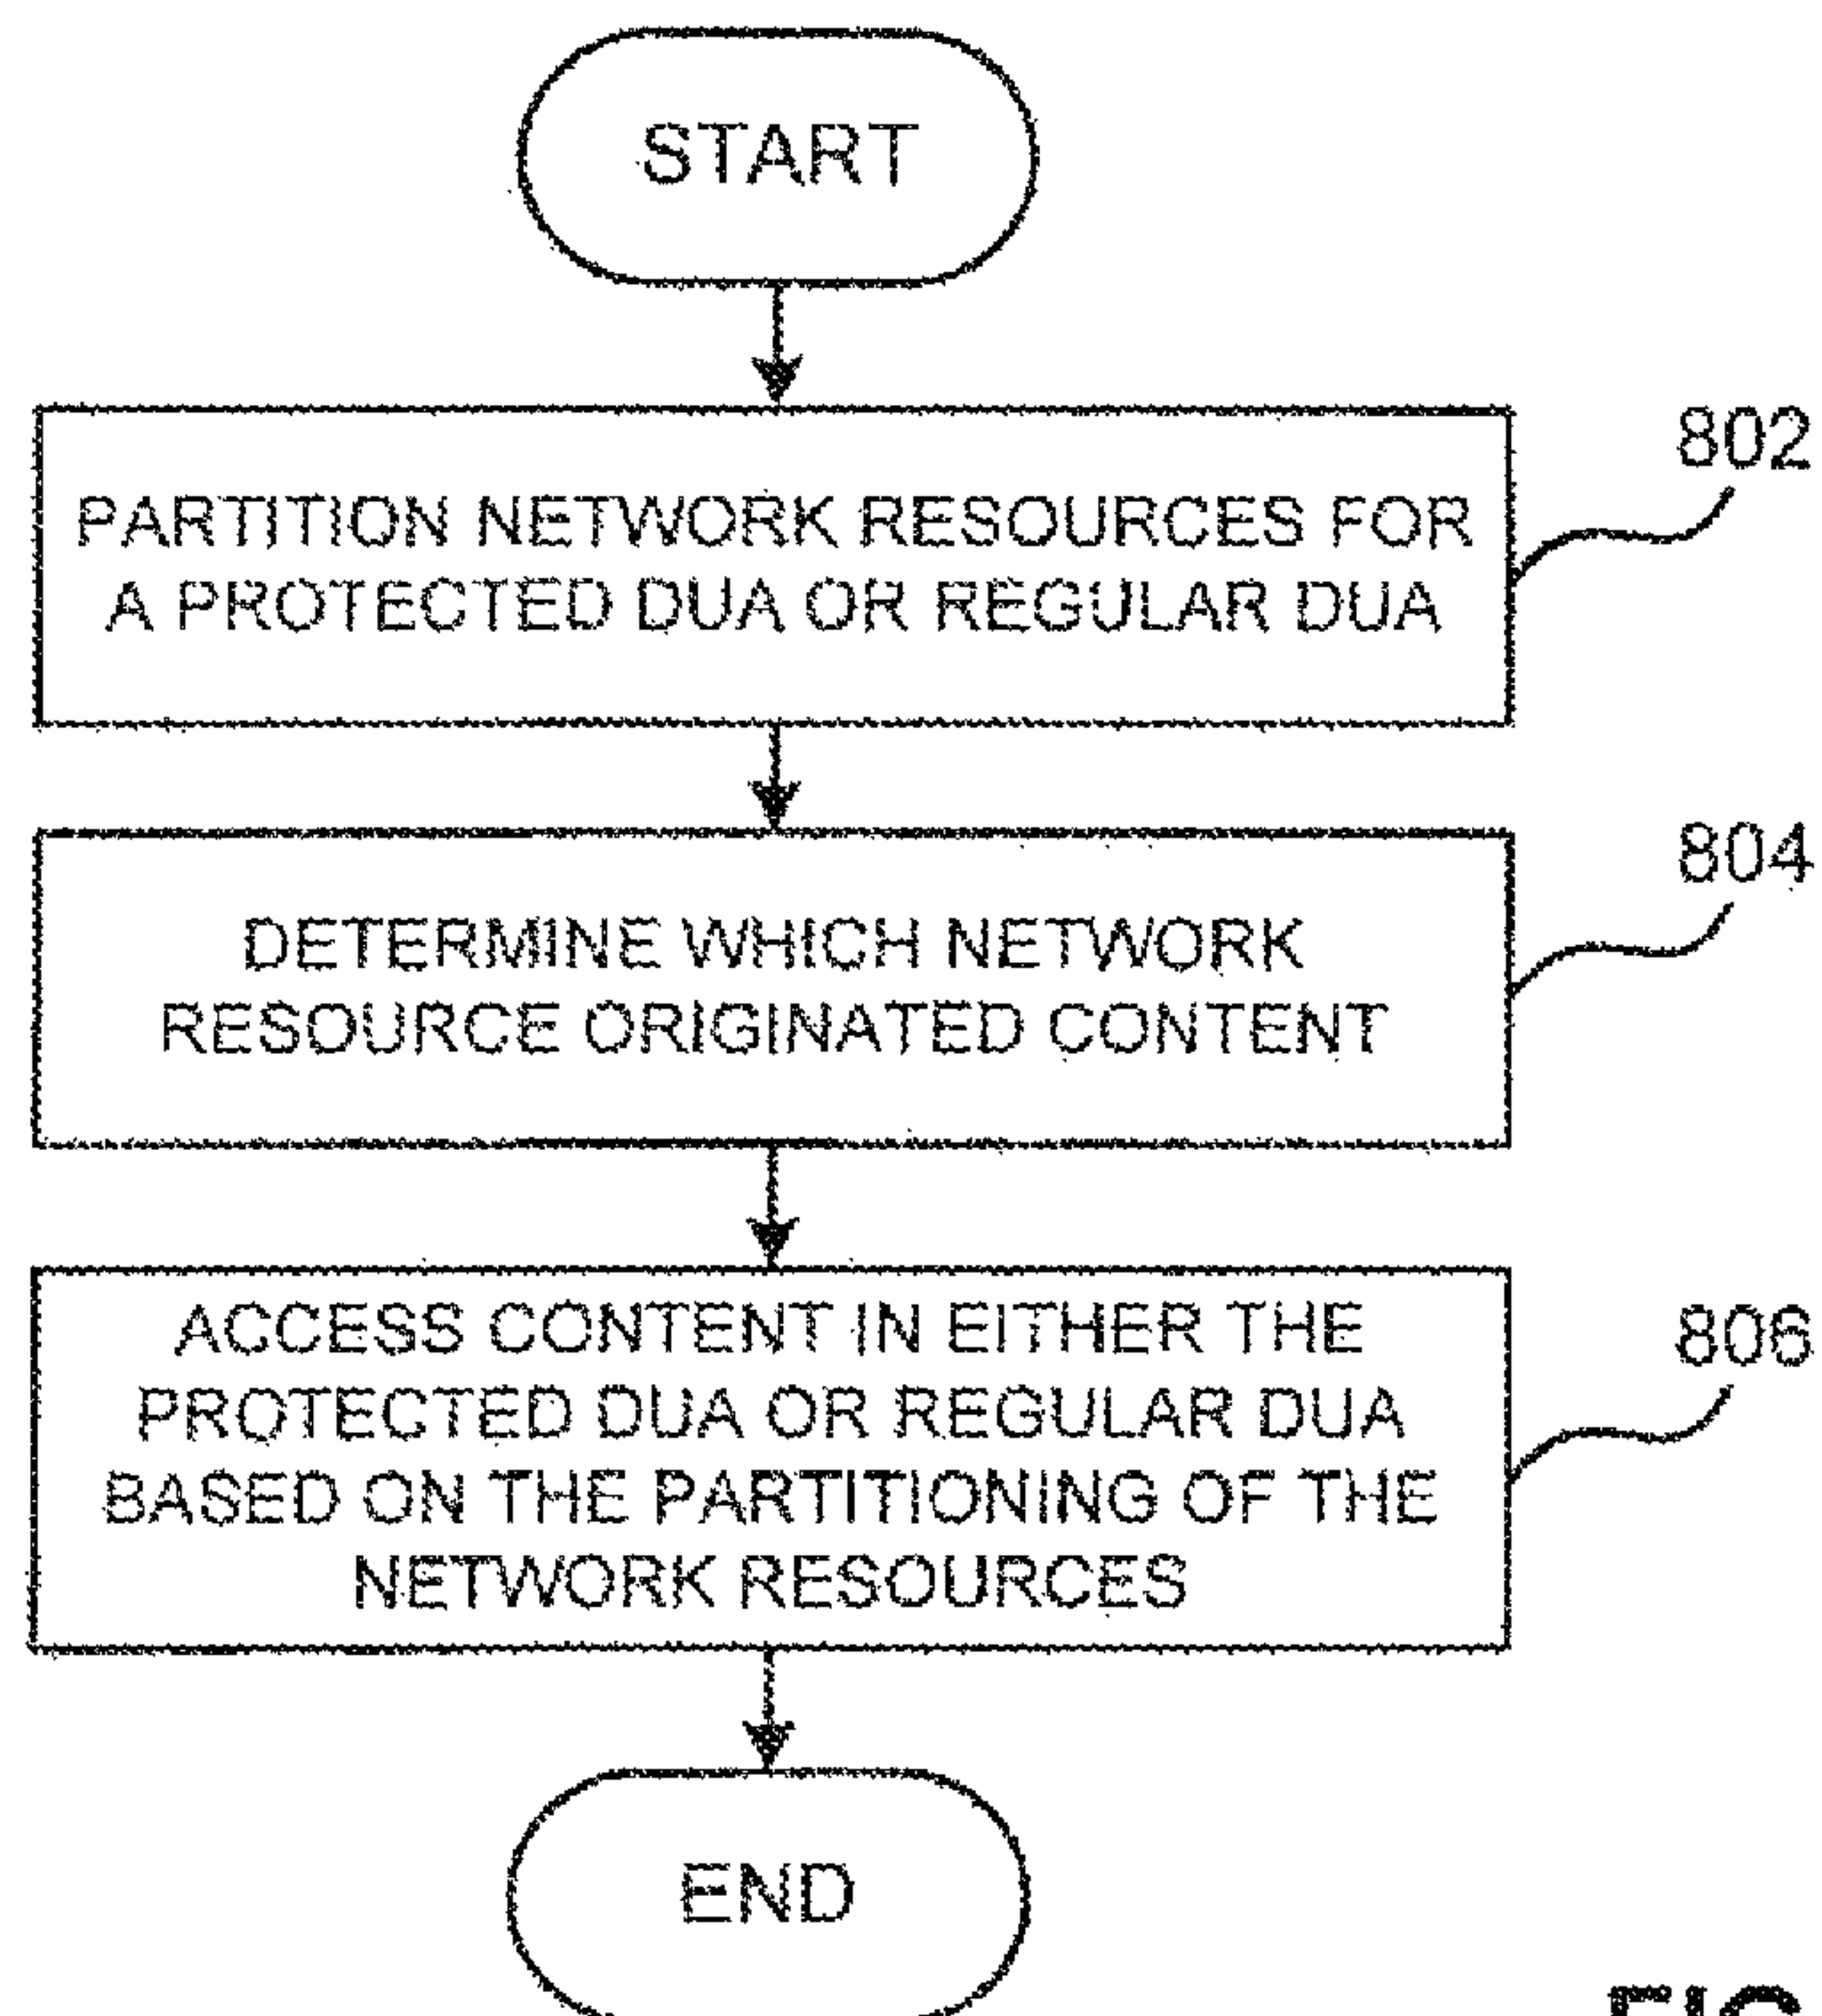 START
PARTITION NETWORK RESOURCES FOR
A PROTECTED DUA OR REGULAR DUA
802
DETERMINE WHICH NETWORK
RESOURCE ORIGINATED CONTENT
804
ACCESS CONTENT IN EITHER THE
PROTECTED DUA OR REGULAR DUA
BASED ON THE PARTITIONING OF THE
NETWORK RESOURCES
806
END